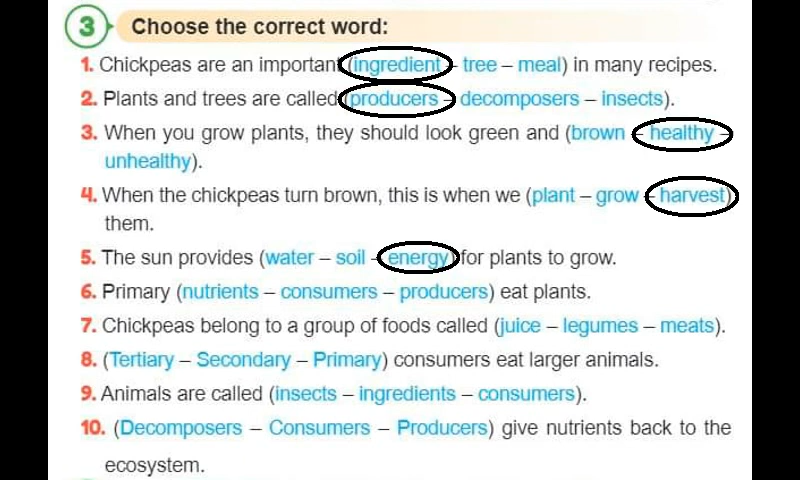 3 Choose the correct word:
1. Chickpeas are an important (ingredient – tree – meal) in many recipes.
2. Plants and trees are called (producers – decomposers – insects).
3. When you grow plants, they should look green and (brown – healthy –
unhealthy).
4. When the chickpeas turn brown, this is when we (plant – grow – harvest)
them.
5. The sun provides (water – soil – energy) for plants to grow.
6. Primary (nutrients – consumers – producers) eat plants.
7. Chickpeas belong to a group of foods called (juice – legumes – meats).
8. (Tertiary – Secondary – Primary) consumers eat larger animals.
9. Animals are called (insects – ingredients – consumers).
10. (Decomposers – Consumers – Producers) give nutrients back to the
ecosystem.